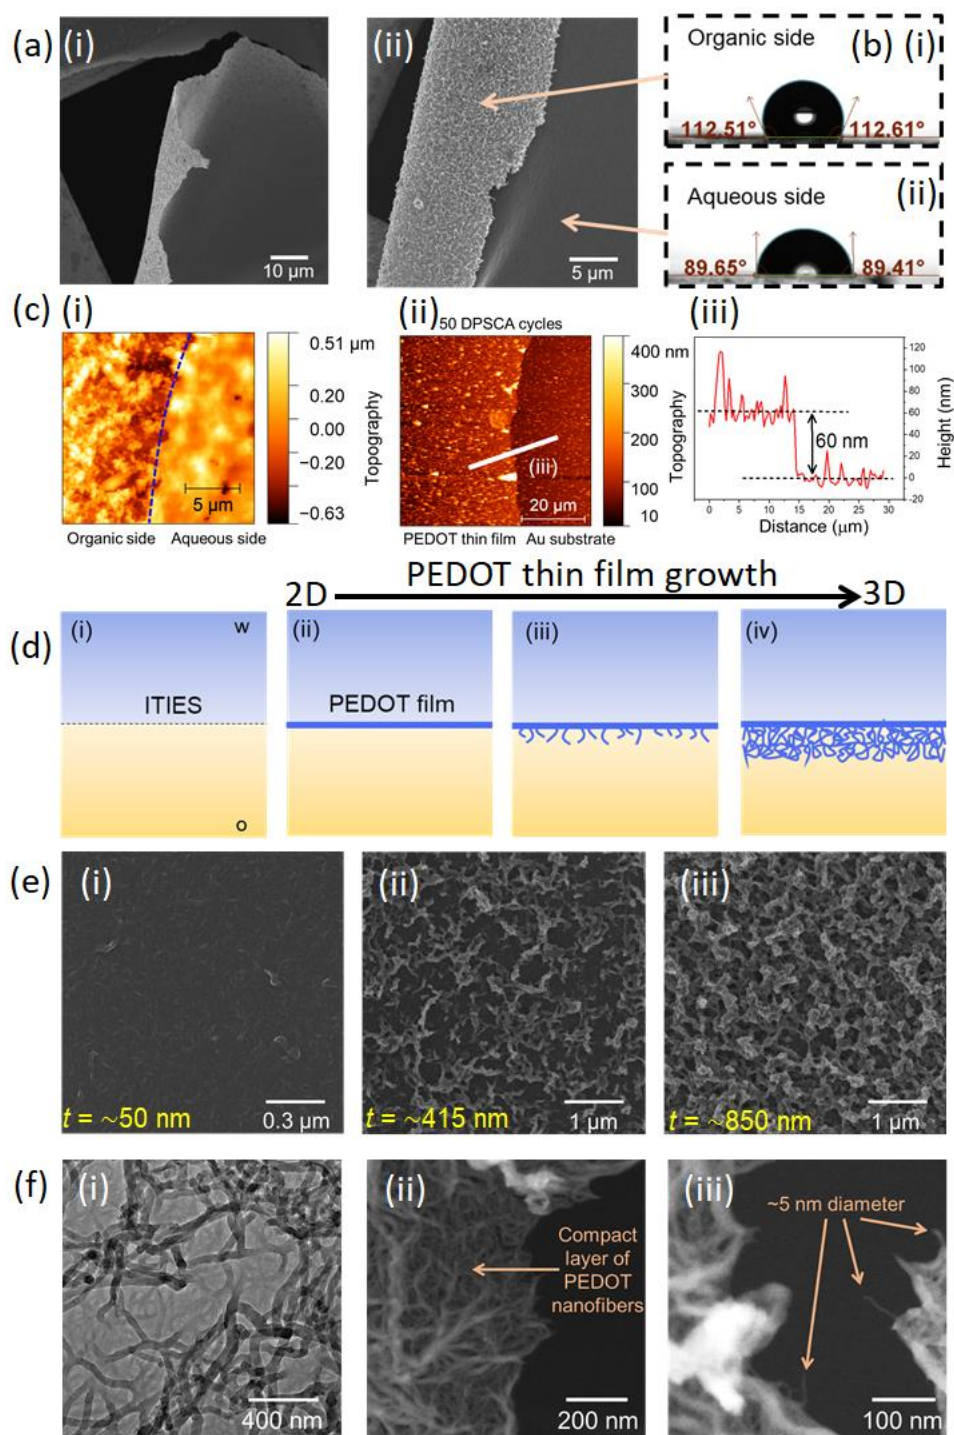 (a)
(i)
10 µm
(ii)
5 µm
(b) (i)
Organic side
112.51°
112.61°
(ii)
Aqueous side
89.65°
89.41°
(c) (i)
0.51 µm
0.20
0.00
−0.20
−0.63
Topography
5 µm
Organic side
Aqueous side
(ii)
50 DPSCA cycles
400 nm
300
200
100
10
Topography
(iii)
20 µm
PEDOT thin film
Au substrate
(iii)
Topography
60 nm
120
100
80
60
40
20
0
-20
Height (nm)
0 5 10 15 20 25 30
Distance (µm)
PEDOT thin film growth
2D
3D
(d)
(i)
w
ITIES
o
(ii)
PEDOT film
(iii)
(iv)
(e)
(i)
t = ~50 nm
0.3 µm
(ii)
t = ~415 nm
1 µm
(iii)
t = ~850 nm
1 µm
(f)
(i)
400 nm
(ii)
Compact
layer of
PEDOT
nanofibers
200 nm
(iii)
~5 nm diameter
100 nm